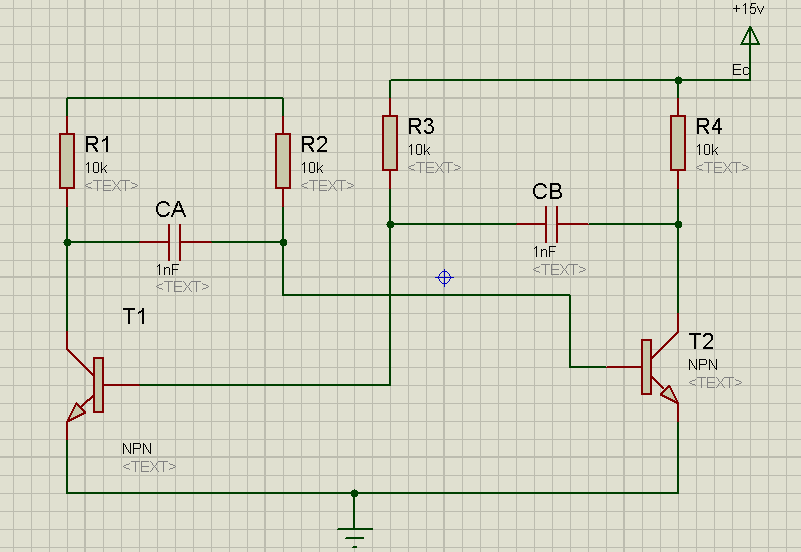 +15v
Ec
R1
10k
<TEXT>
R2
10k
<TEXT>
R3
10k
<TEXT>
R4
10k
<TEXT>
CA
1nF
<TEXT>
CB
1nF
<TEXT>
T1
NPN
<TEXT>
T2
NPN
<TEXT>